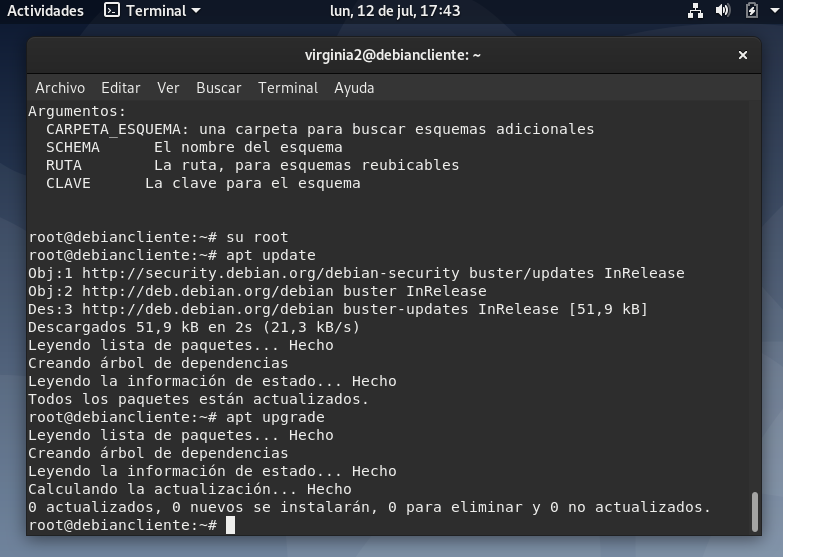 Actividades Terminal lun, 12 de jul, 17:43
virginia2@debiancliente: ~
Archivo Editar Ver Buscar Terminal Ayuda
Argumentos:
  CARPETA_ESQUEMA: una carpeta para buscar esquemas adicionales
  SCHEMA      El nombre del esquema
  RUTA        La ruta, para esquemas reubicables
  CLAVE      La clave para el esquema
root@debiancliente:~# su root
root@debiancliente:~# apt update
Obj:1 http://security.debian.org/debian-security buster/updates InRelease
Obj:2 http://deb.debian.org/debian buster InRelease
Des:3 http://deb.debian.org/debian buster-updates InRelease [51,9 kB]
Descargados 51,9 kB en 2s (21,3 kB/s)
Leyendo lista de paquetes... Hecho
Creando árbol de dependencias
Leyendo la información de estado... Hecho
Todos los paquetes están actualizados.
root@debiancliente:~# apt upgrade
Leyendo lista de paquetes... Hecho
Creando árbol de dependencias
Leyendo la información de estado... Hecho
Calculando la actualización... Hecho
0 actualizados, 0 nuevos se instalarán, 0 para eliminar y 0 no actualizados.
root@debiancliente:~#